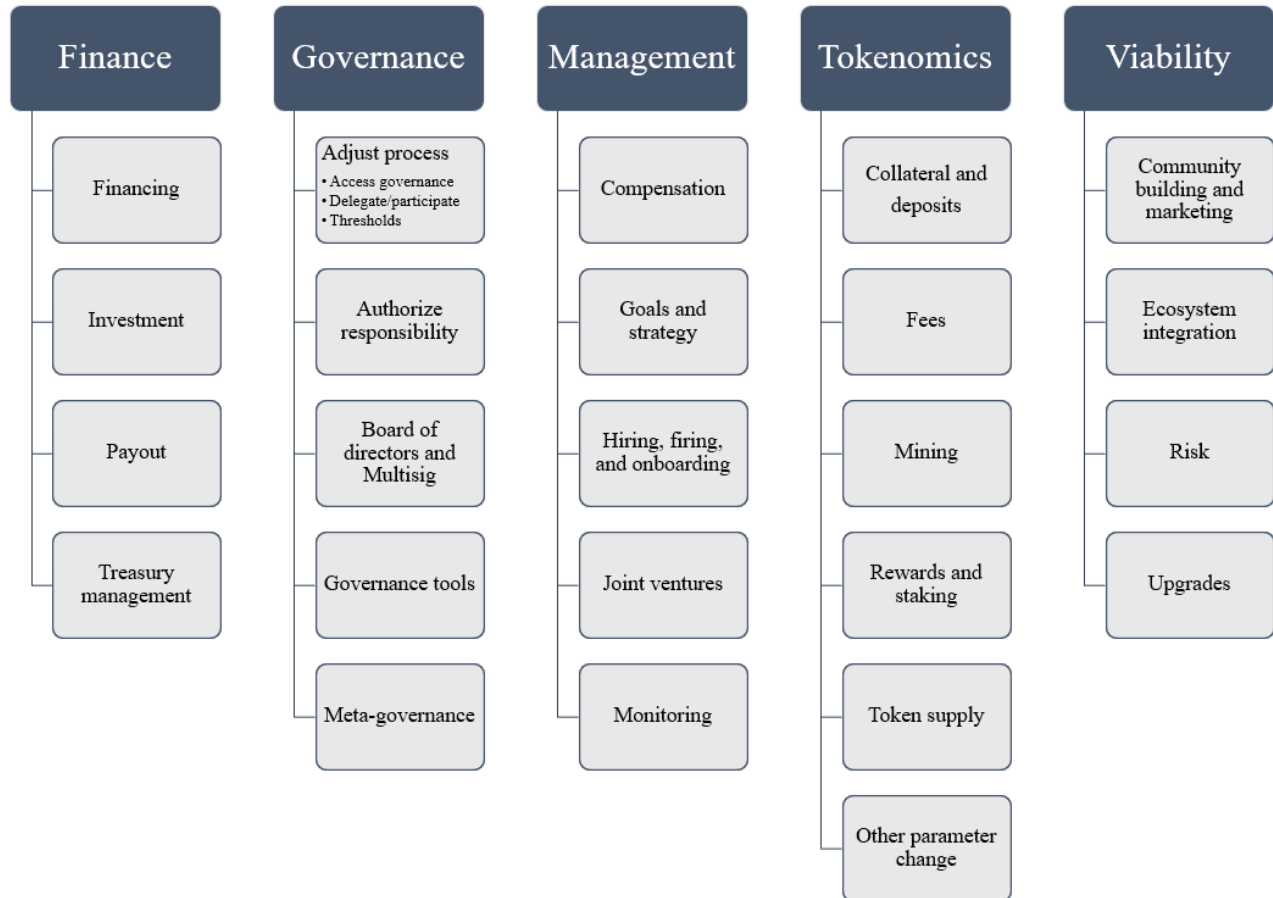 Finance
Financing
Investment
Payout
Treasury
management
Governance
Adjust process
• Access governance
• Delegate/participate
• Thresholds
Authorize
responsibility
Board of
directors and
Multisig
Governance tools
Meta-governance
Management
Compensation
Goals and
strategy
Hiring, firing,
and onboarding
Joint ventures
Monitoring
Tokenomics
Collateral and
deposits
Fees
Mining
Rewards and
staking
Token supply
Other parameter
change
Viability
Community
building and
marketing
Ecosystem
integration
Risk
Upgrades